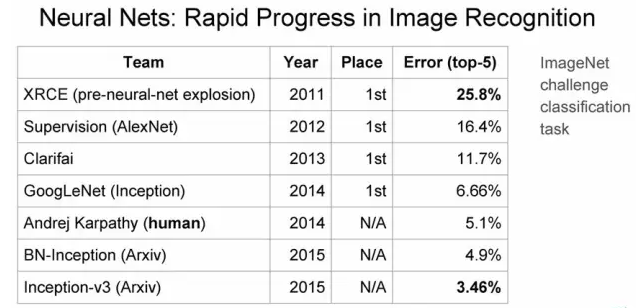 Neural Nets: Rapid Progress in Image Recognition
Team Year Place Error (top-5)
XRCE (pre-neural-net explosion) 2011 1st 25.8%
Supervision (AlexNet) 2012 1st 16.4%
Clarifai 2013 1st 11.7%
GoogLeNet (Inception) 2014 1st 6.66%
Andrej Karpathy (human) 2014 N/A 5.1%
BN-Inception (Arxiv) 2015 N/A 4.9%
Inception-v3 (Arxiv) 2015 N/A 3.46%
ImageNet
challenge
classification
task